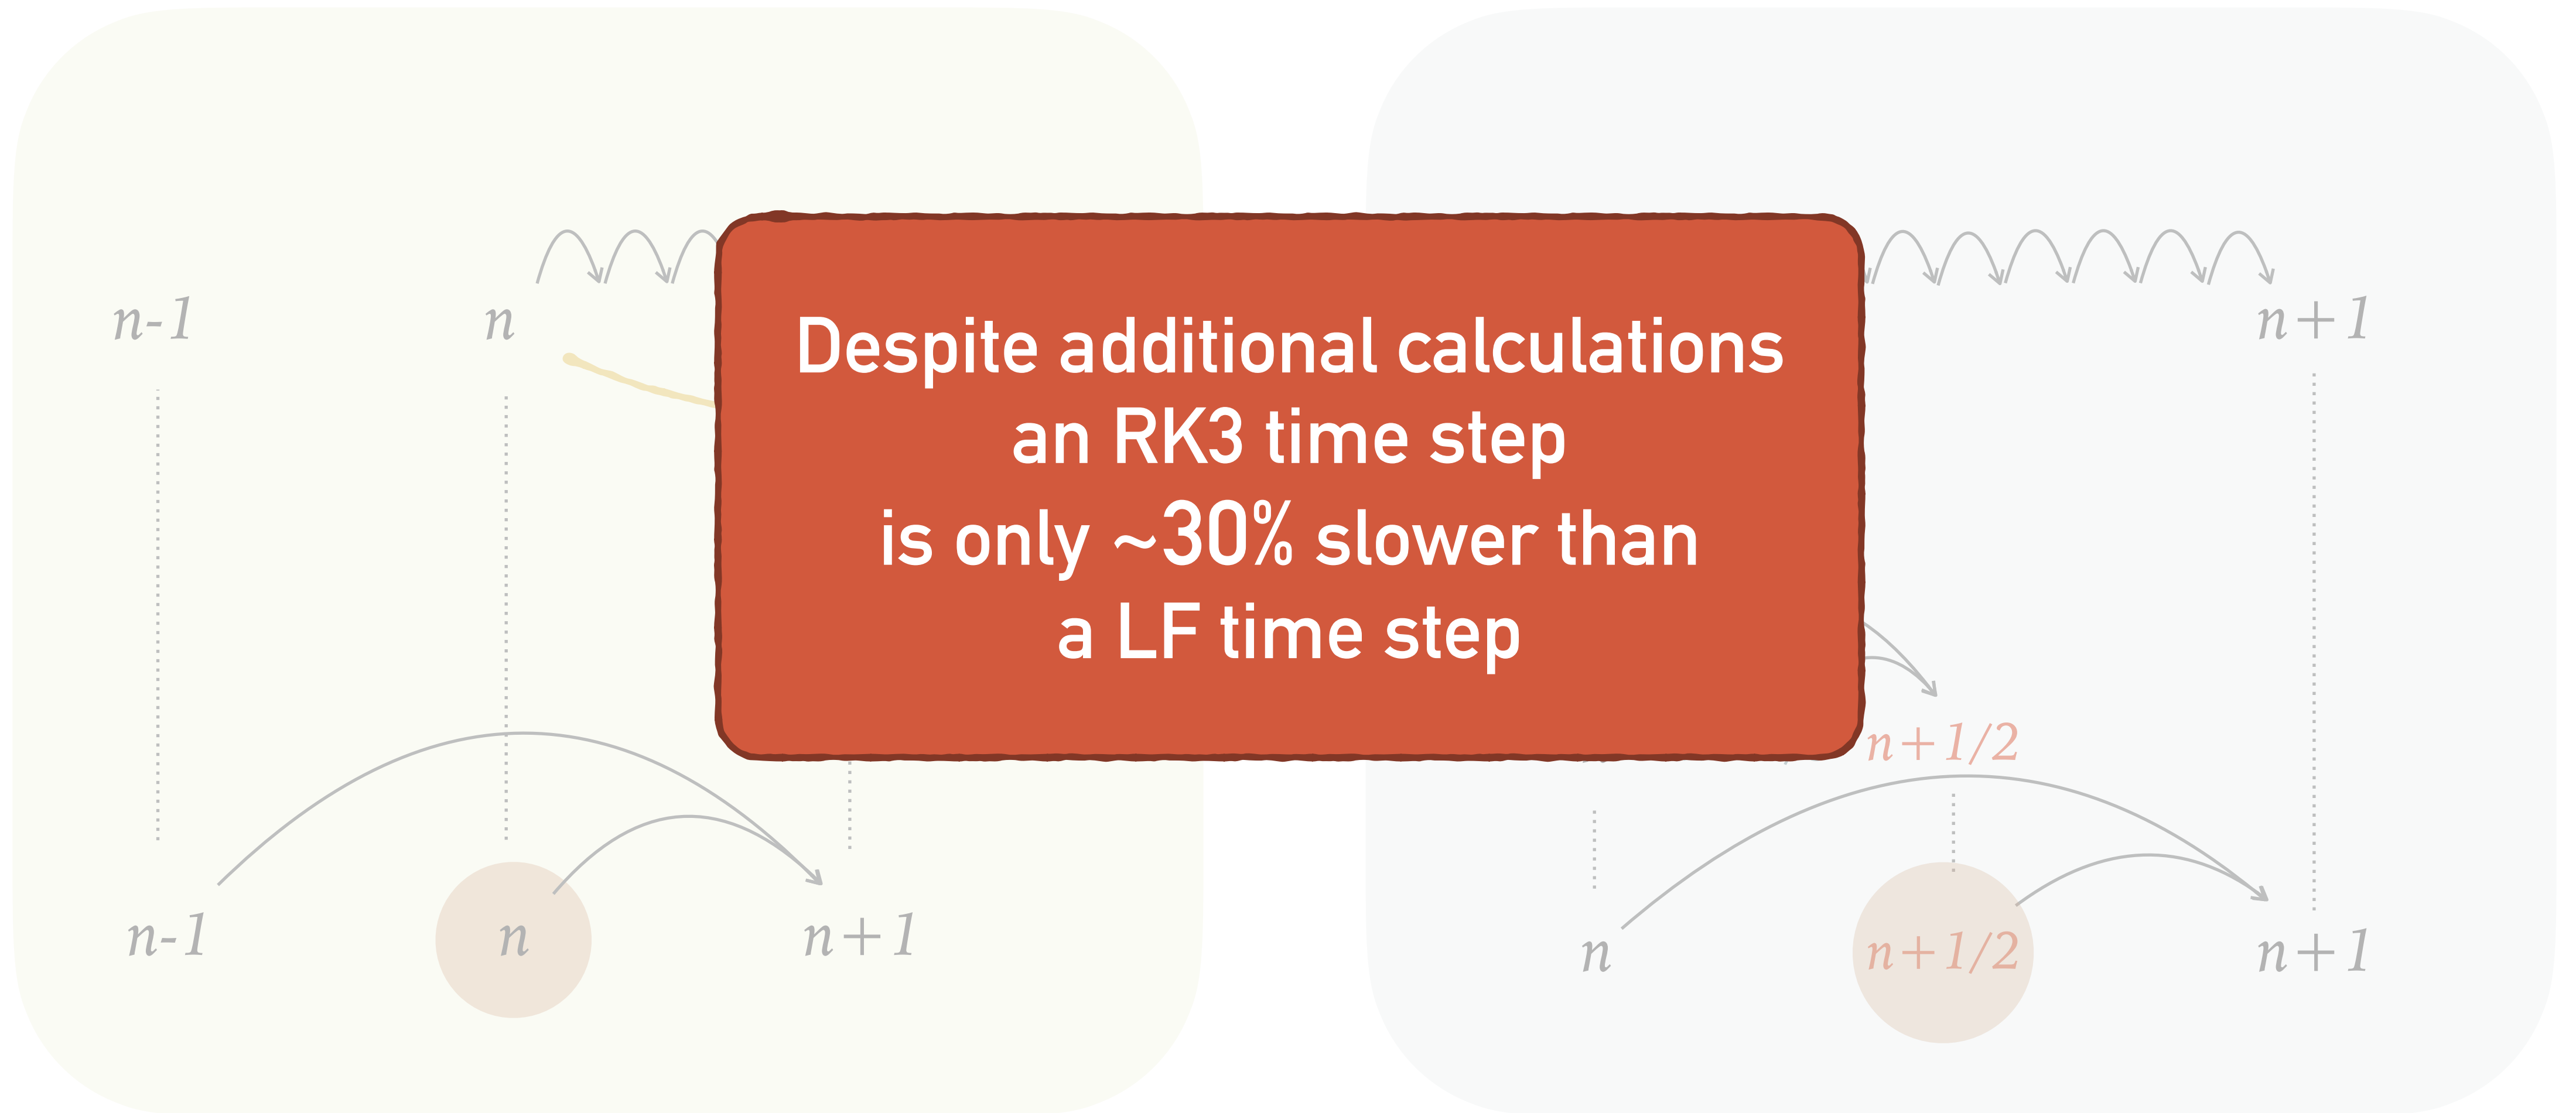 n-1
n
n+1
Despite additional calculations
an RK3 time step
is only ~30% slower than
a LF time step
n+1/2
n-1
n
n+1
n
n+1/2
n+1